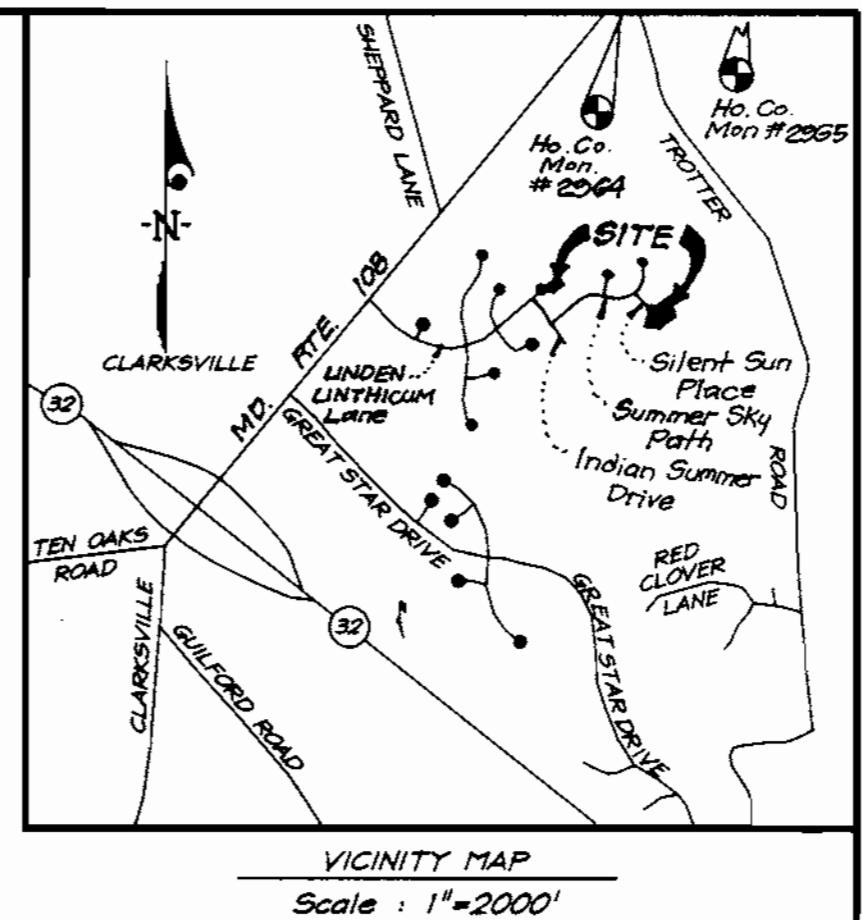 SHEPPARD LANE
Ho. Co.
Mon #2965
Ho. Co.
Mon.
#2964
TROTTER
ROAD
-N-
SITE
CLARKSVILLE
MD. RTE. 108
LINDEN
LINTHICUM
Lane
Silent Sun
Place
Summer Sky
Path
Indian Summer
Drive
32
GREAT STAR DRIVE
TEN OAKS
ROAD
RED
CLOVER
LANE
GREAT STAR DRIVE
32
CLARKSVILLE
GUILFORD ROAD
VICINITY MAP
Scale : 1"=2000'